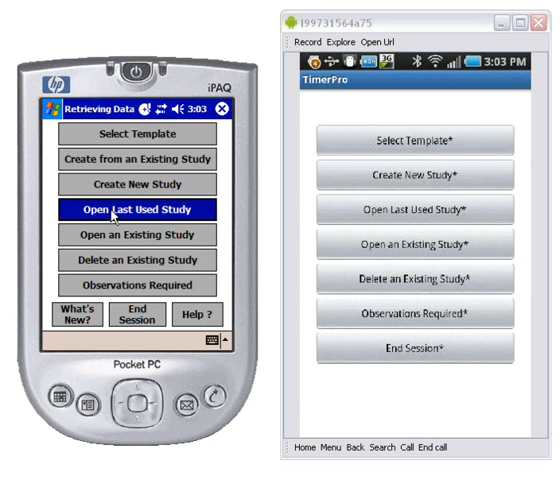 hp
iPAQ
Retrieving Data 3:03
Select Template
Create from an Existing Study
Create New Study
Open Last Used Study
Open an Existing Study
Delete an Existing Study
Observations Required
What's New?
End Session
Help ?
Pocket PC
l99731564a75
Record Explore Open Url
3G 3:03 PM
TimerPro
Select Template*
Create New Study*
Open Last Used Study*
Open an Existing Study*
Delete an Existing Study*
Observations Required*
End Session*
Home Menu Back Search Call End call